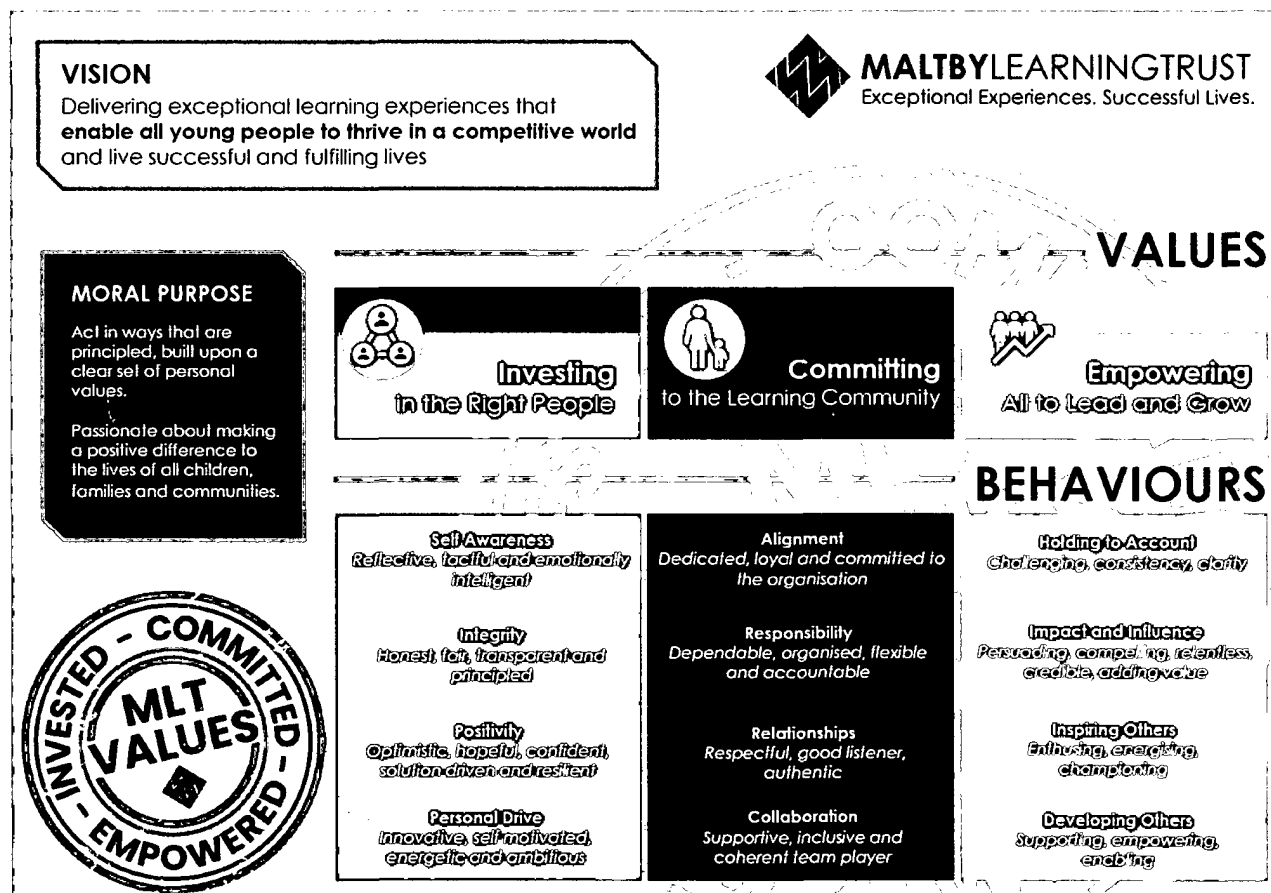 VISION
Delivering exceptional learning experiences that
enable all young people to thrive in a competitive world
and live successful and fulfilling lives
MALTBYLEARNINGTRUST
Exceptional Experiences. Successful Lives.
VALUES
MORAL PURPOSE
Act in ways that are
principled, built upon a
clear set of personal
values.
Passionate about making
a positive difference to
the lives of all children,
families and communities.
Investing
in the Right People
Committing
to the Learning Community
Empowering
All to Lead and Grow
BEHAVIOURS
Self Awareness
Reflective, tactful and emotionally
intelligent
Integrity
Honest, fair, transparent and
principled
Positivity
Optimistic, hopeful, confident,
solution driven and resilient
Personal Drive
Innovative, self-motivated,
energetic and ambitious
Alignment
Dedicated, loyal and committed to
the organisation
Responsibility
Dependable, organised, flexible
and accountable
Relationships
Respectful, good listener,
authentic
Collaboration
Supportive, inclusive and
coherent team player
Holding to Account
Challenging, consistency, clarity
Impact and Influence
Persuading, compelling, relentless,
credible, adding value
Inspiring Others
Enthusing, energising,
championing
Developing Others
Supporting, empowering,
enabling
INVESTED - COMMITTED - EMPOWERED -
MLT
VALUES